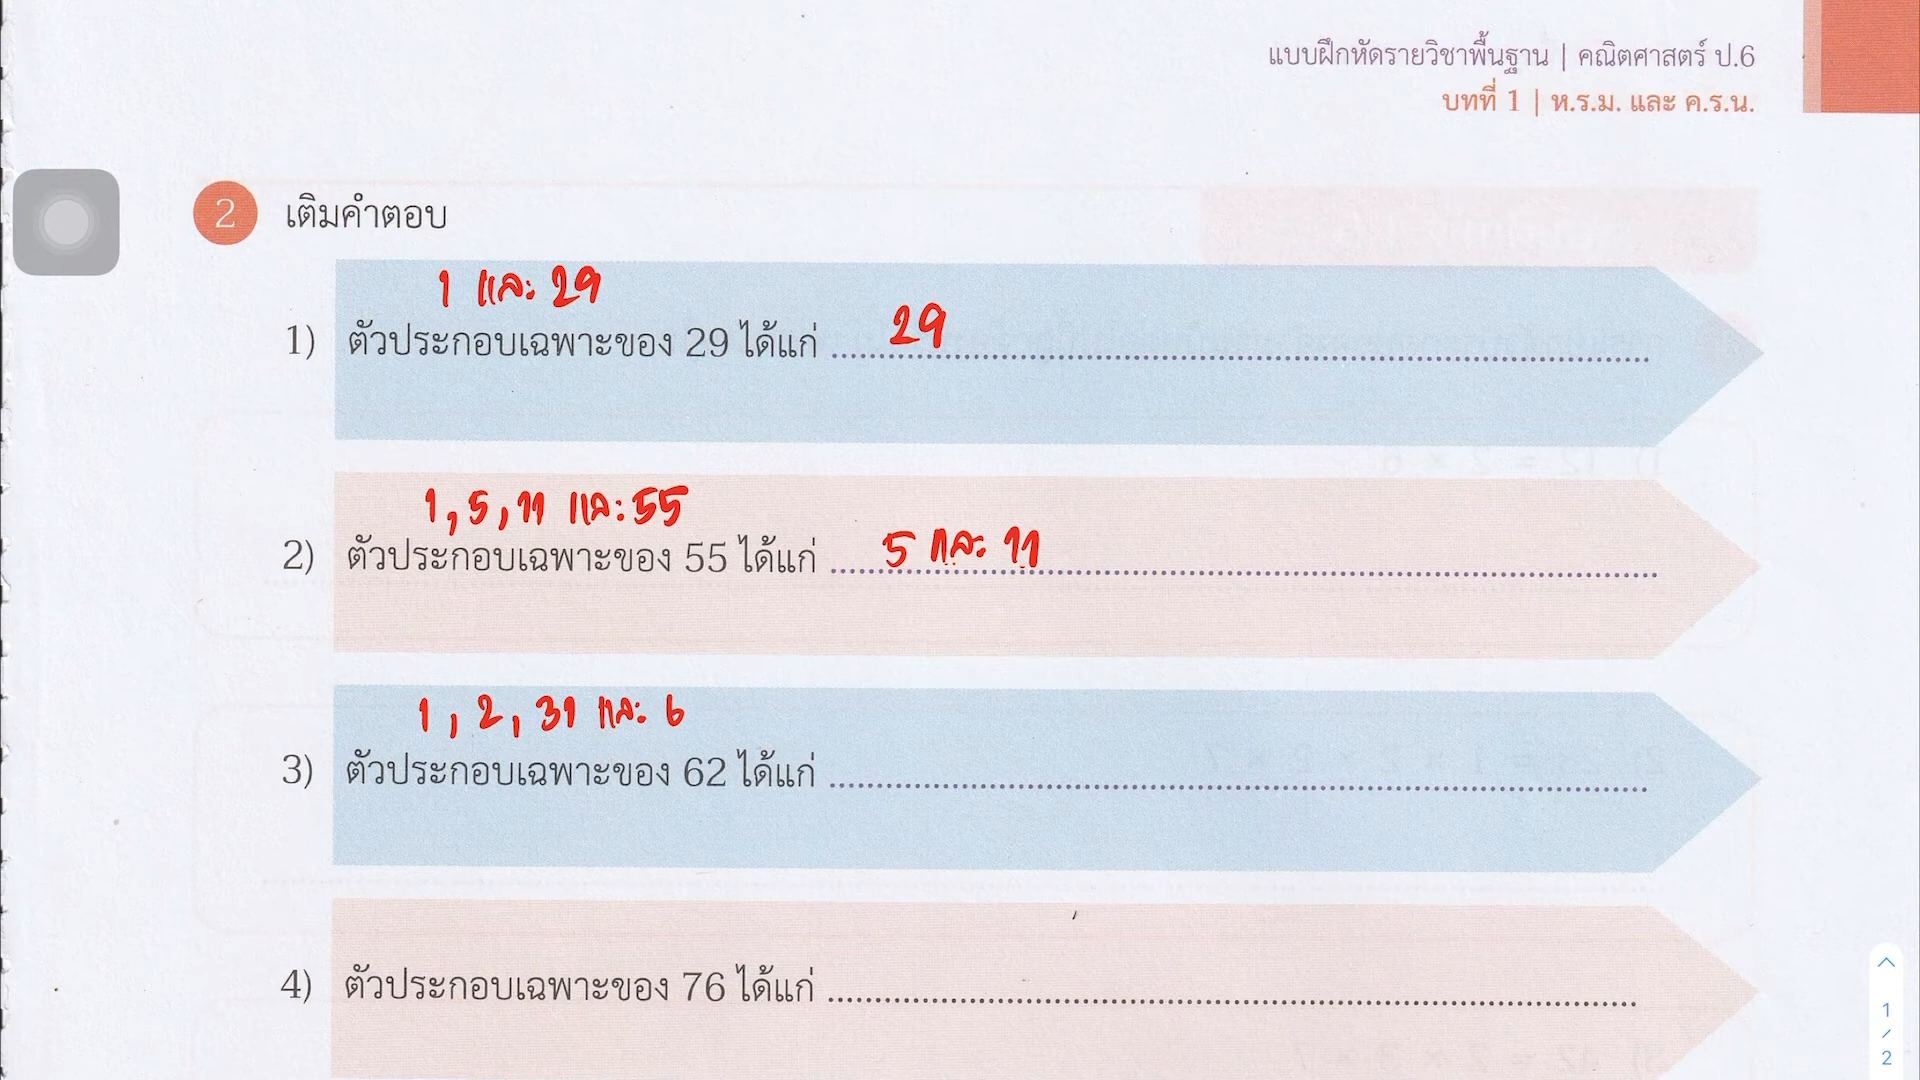 แบบฝึกหัดรายวิชาพื้นฐาน | คณิตศาสตร์ ป.6
บทที่ 1 | ห.ร.ม. และ ค.ร.น.
2 เติมคำตอบ
1 และ 29
1) ตัวประกอบเฉพาะของ 29 ได้แก่ 29
1, 5, 11 และ 55
2) ตัวประกอบเฉพาะของ 55 ได้แก่ 5 และ 11
1, 2, 31 และ 6
3) ตัวประกอบเฉพาะของ 62 ได้แก่
4) ตัวประกอบเฉพาะของ 76 ได้แก่
1
/
2